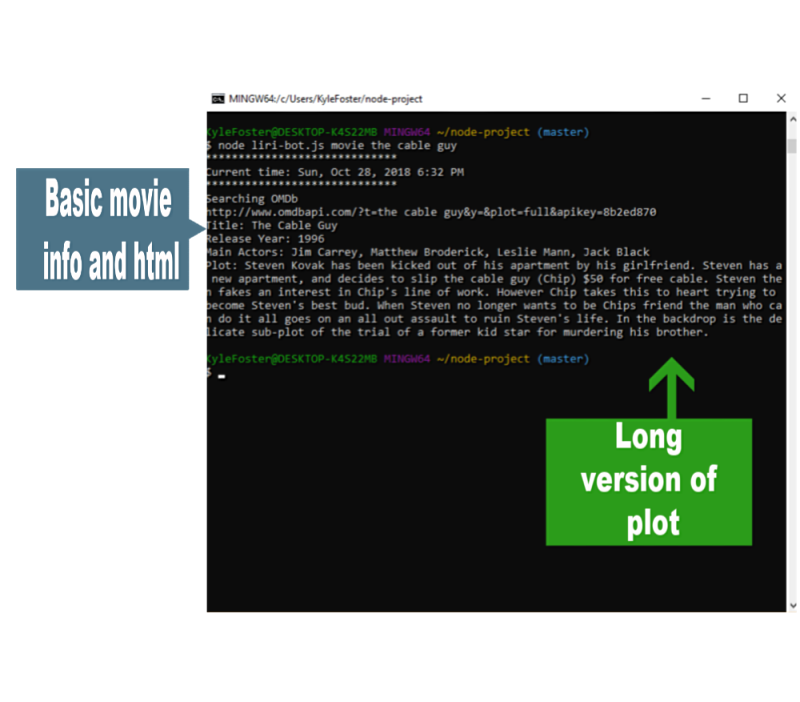 MINGW64:/c/Users/KyleFoster/node-project
KyleFoster@DESKTOP-K4S22MB MINGW64 ~/node-project (master)
$ node liri-bot.js movie the cable guy
******************************
Current time: Sun, Oct 28, 2018 6:32 PM
******************************
Searching OMDb
http://www.omdbapi.com/?t=the cable guy&y=&plot=full&apikey=8b2ed870
Title: The Cable Guy
Release Year: 1996
Main Actors: Jim Carrey, Matthew Broderick, Leslie Mann, Jack Black
Plot: Steven Kovak has been kicked out of his apartment by his girlfriend. Steven has a
new apartment, and decides to slip the cable guy (Chip) $50 for free cable. Steven the
n fakes an interest in Chip's line of work. However Chip takes this to heart trying to
become Steven's best bud. When Steven no longer wants to be Chips friend the man who ca
n do it all goes on an all out assault to ruin Steven's life. In the backdrop is the de
licate sub-plot of the trial of a former kid star for murdering his brother.
KyleFoster@DESKTOP-K4S22MB MINGW64 ~/node-project (master)
$
Basic movie
info and html
Long
version of
plot